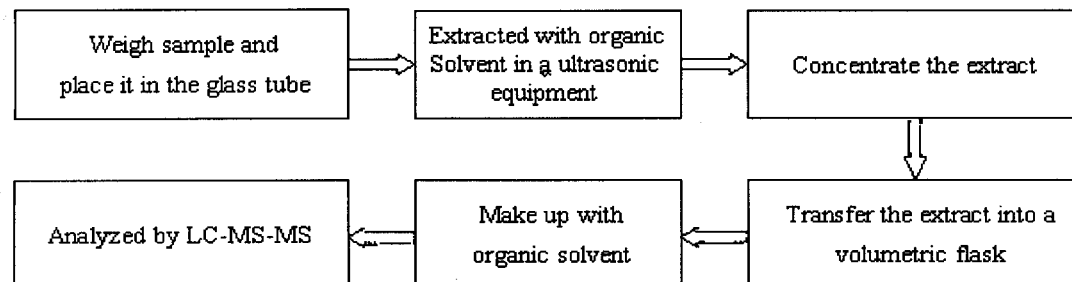 Weigh sample and
place it in the glass tube
Extracted with organic
Solvent in a ultrasonic
equipment
Concentrate the extract
Transfer the extract into a
volumetric flask
Make up with
organic solvent
Analyzed by LC-MS-MS